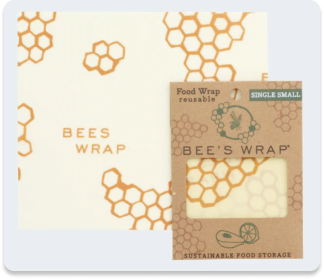 BEES
WRAP
E
Food Wrap
reusable
SINGLE SMALL
BEE'S WRAP®
SUSTAINABLE FOOD STORAGE